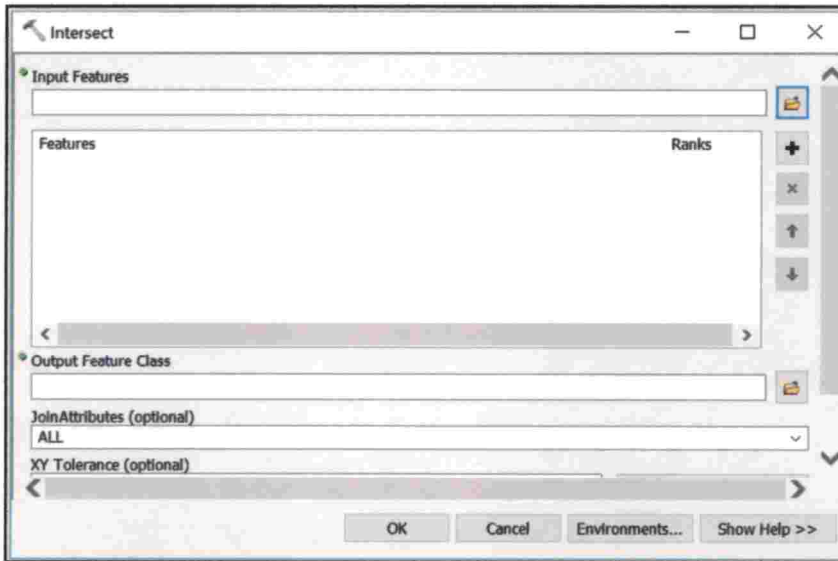 Intersect
Input Features
Features Ranks
Output Feature Class
JoinAttributes (optional)
ALL
XY Tolerance (optional)
OK Cancel Environments... Show Help >>